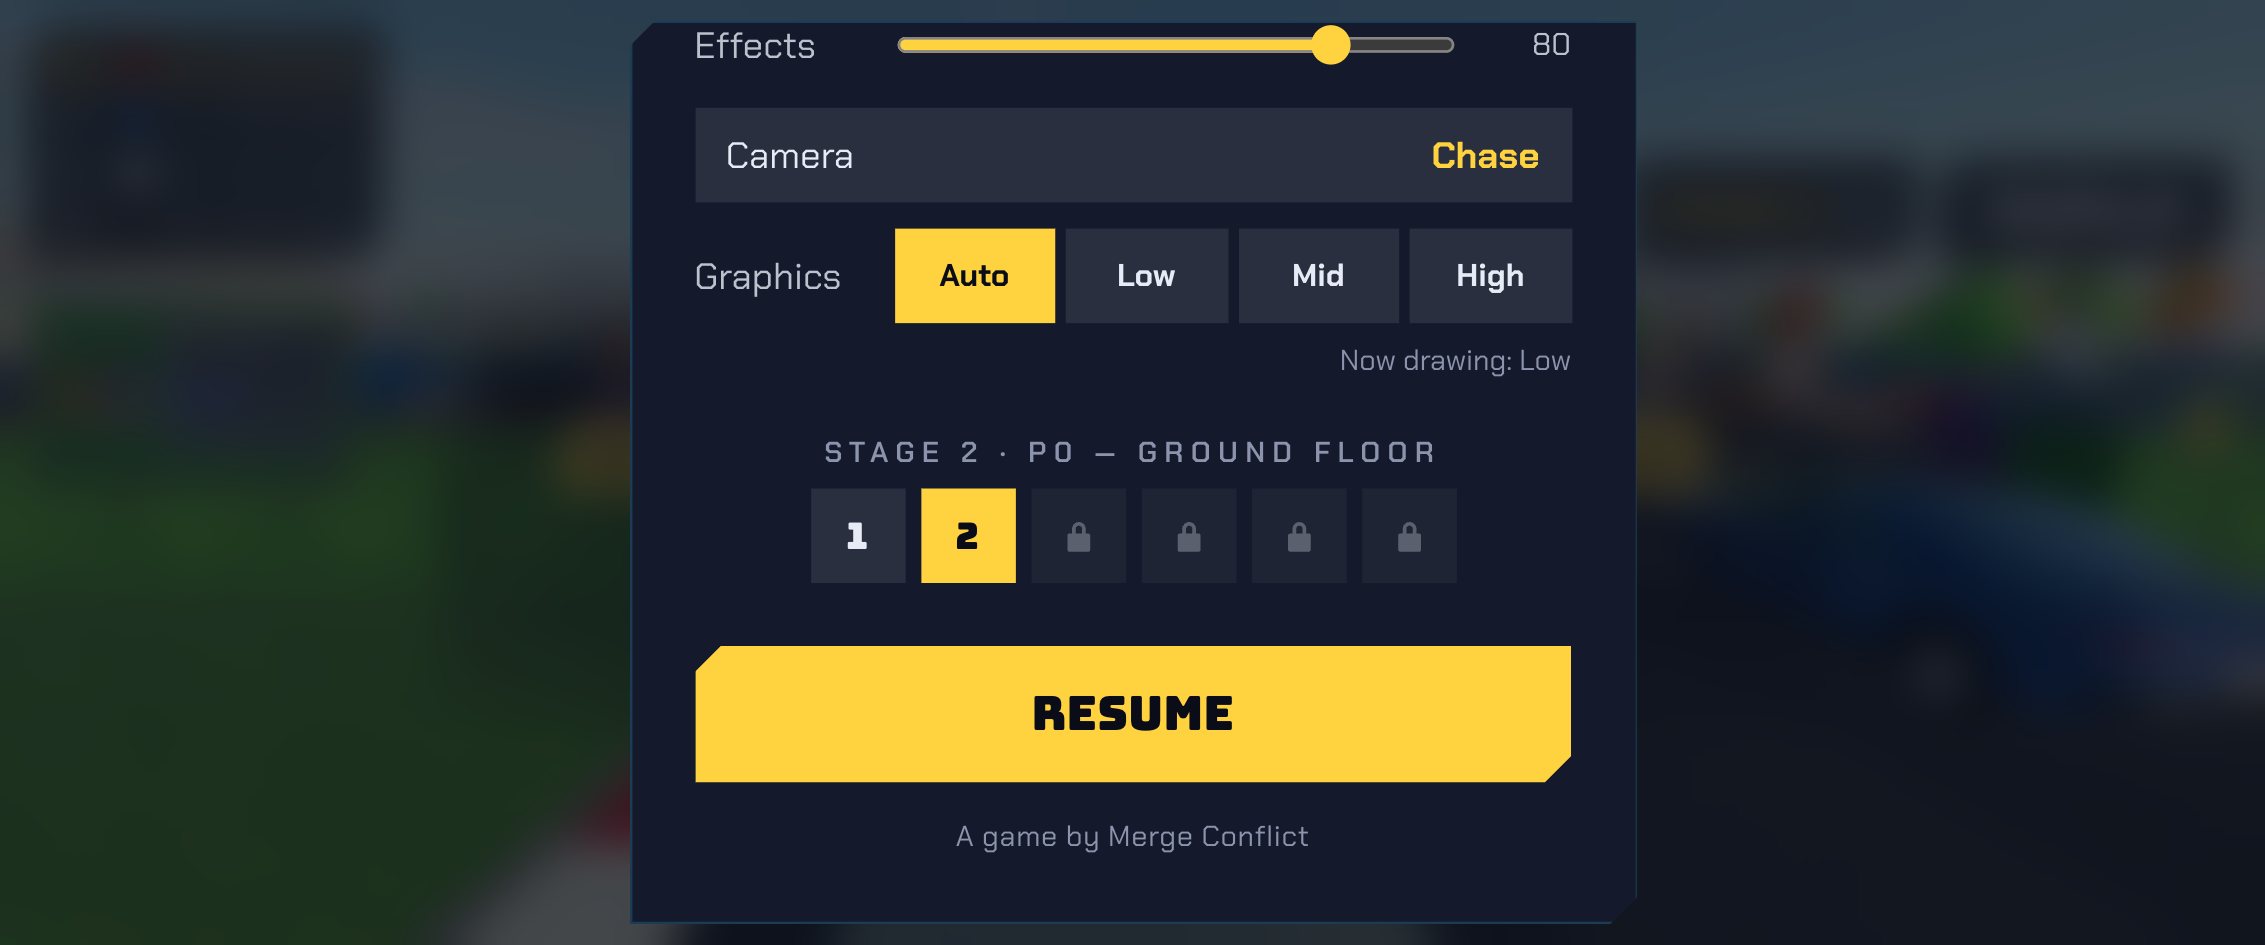 Effects 80
Camera Chase
Graphics Auto Low Mid High
Now drawing: Low
STAGE 2 · P0 — GROUND FLOOR
1 2
RESUME
A game by Merge Conflict